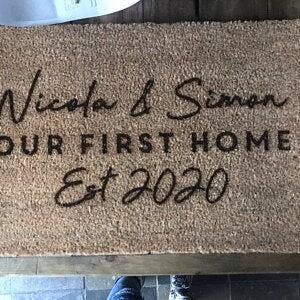 Nicola & Simon
OUR FIRST HOME
Est 2020